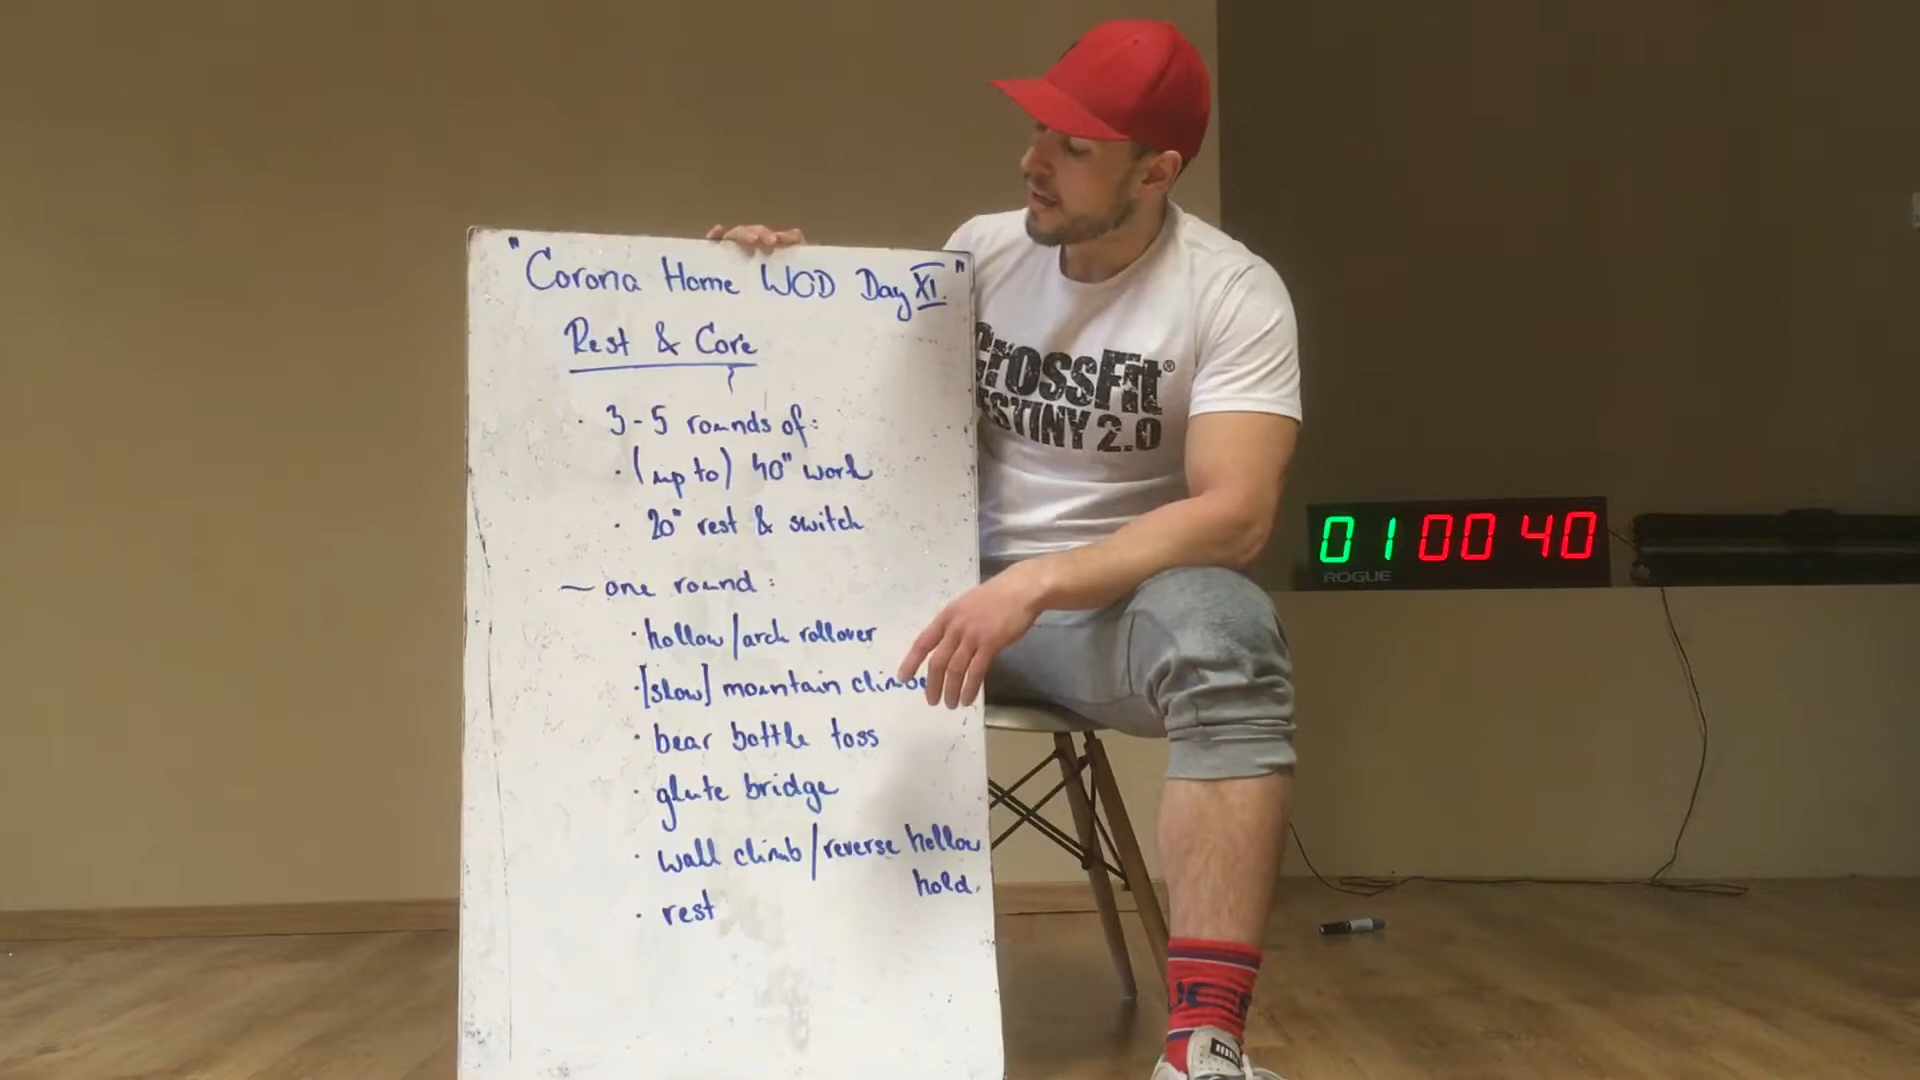 "Corona Home WOD Day XI."
Rest & Core
· 3-5 rounds of:
· (up to) 40" work
· 20" rest & switch
— one round:
· hollow/arch rollover
· [slow] mountain climbe
· bear bottle toss
· glute bridge
· wall climb/reverse hollow
hold.
· rest
CrossFit®
ESTINY 2.0
01 00 40
ROGUE